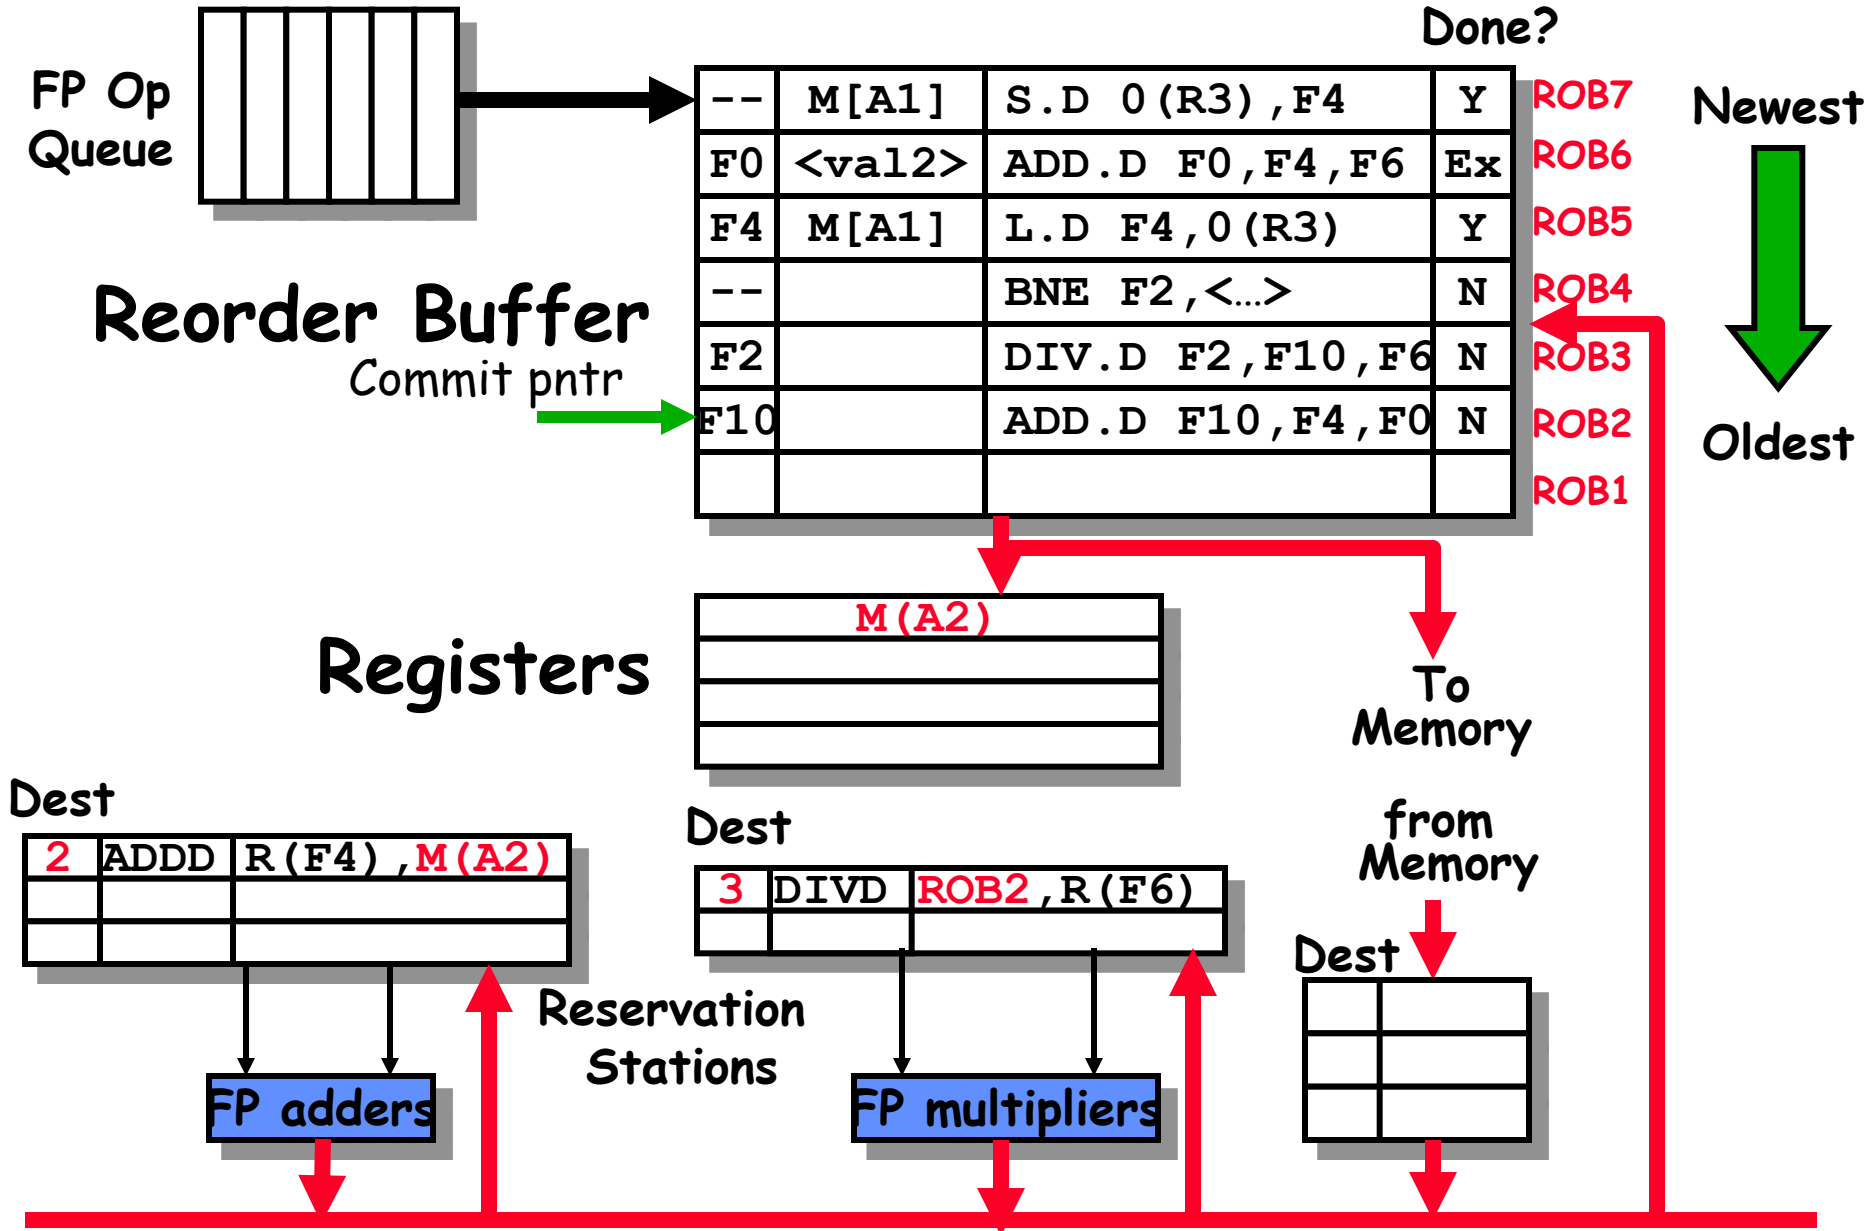 Done?
FP Op
Queue
-- M[A1] S.D 0(R3),F4 Y ROB7
F0 <val2> ADD.D F0,F4,F6 Ex ROB6
F4 M[A1] L.D F4,0(R3) Y ROB5
-- BNE F2,<…> N ROB4
F2 DIV.D F2,F10,F6 N ROB3
F10 ADD.D F10,F4,F0 N ROB2
ROB1
Newest
Oldest
Reorder Buffer
Commit pntr
Registers
M(A2)
To
Memory
from
Memory
Dest
2 ADDD R(F4),M(A2)
Dest
3 DIVD ROB2,R(F6)
Dest
Reservation
Stations
FP adders
FP multipliers